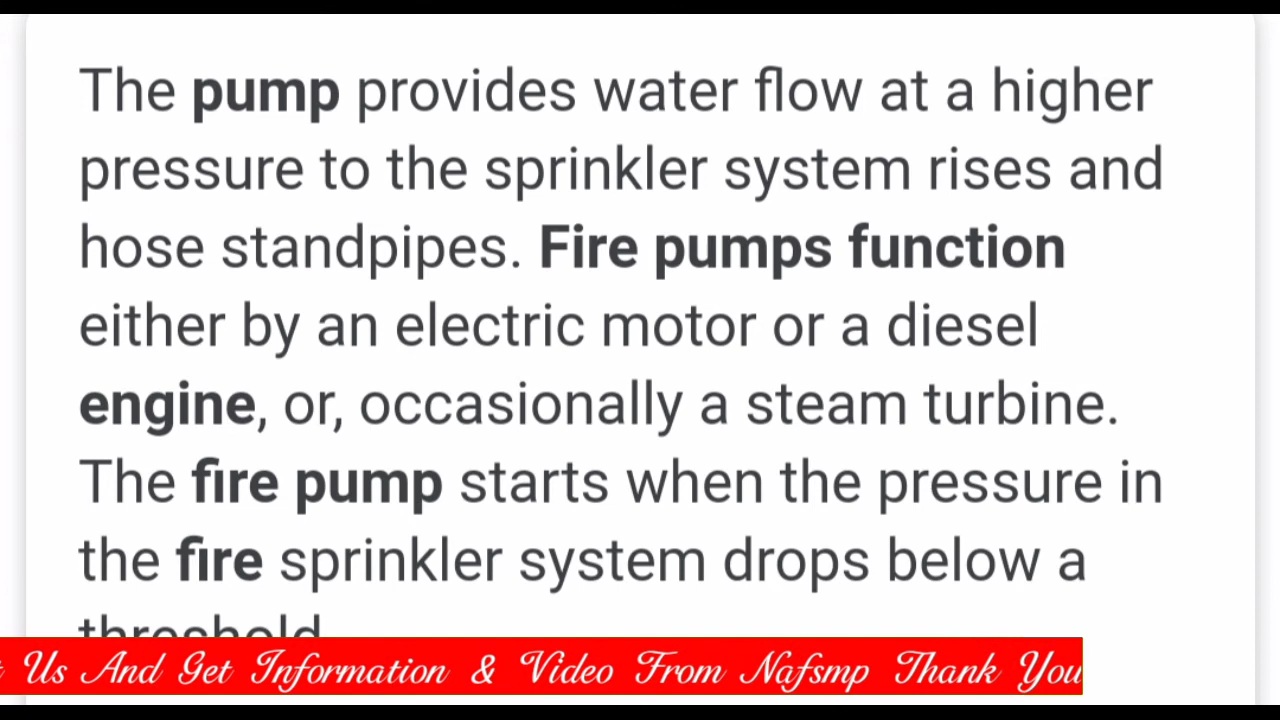 The pump provides water flow at a higher
pressure to the sprinkler system rises and
hose standpipes. Fire pumps function
either by an electric motor or a diesel
engine, or, occasionally a steam turbine.
The fire pump starts when the pressure in
the fire sprinkler system drops below a
threshold
Us And Get Information & Video From Nafsmp Thank You